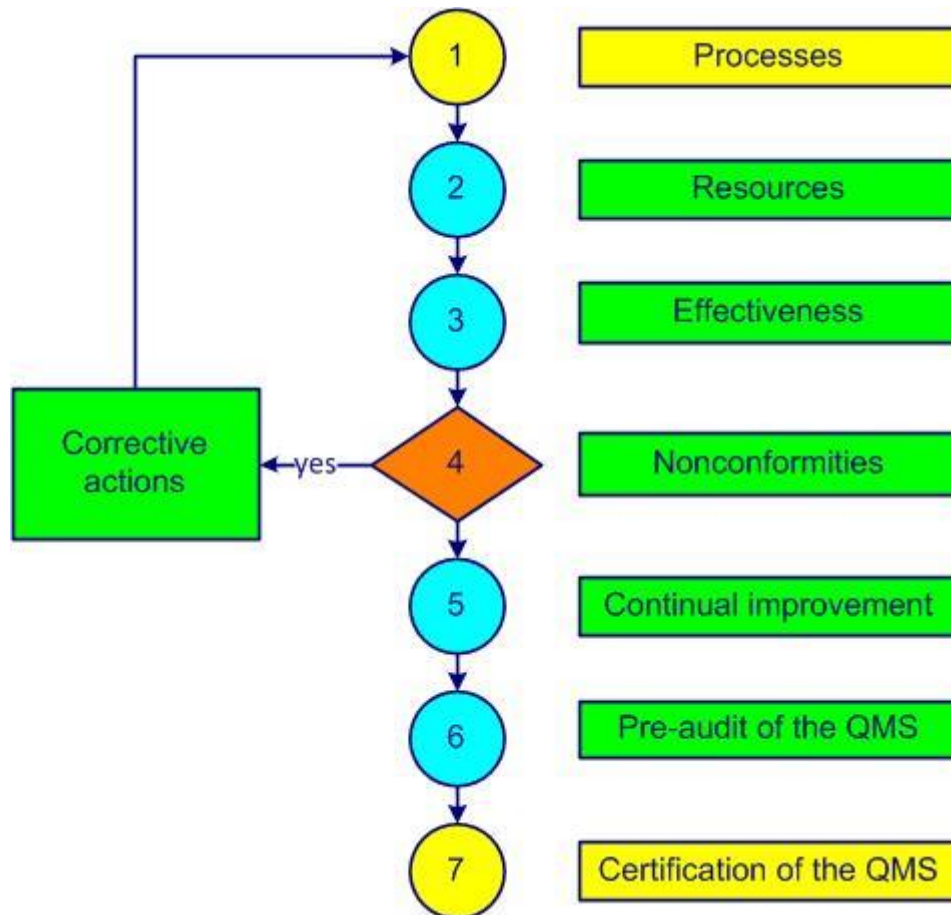 1
Processes
2
Resources
3
Effectiveness
Corrective
actions
yes
4
Nonconformities
5
Continual improvement
6
Pre-audit of the QMS
7
Certification of the QMS